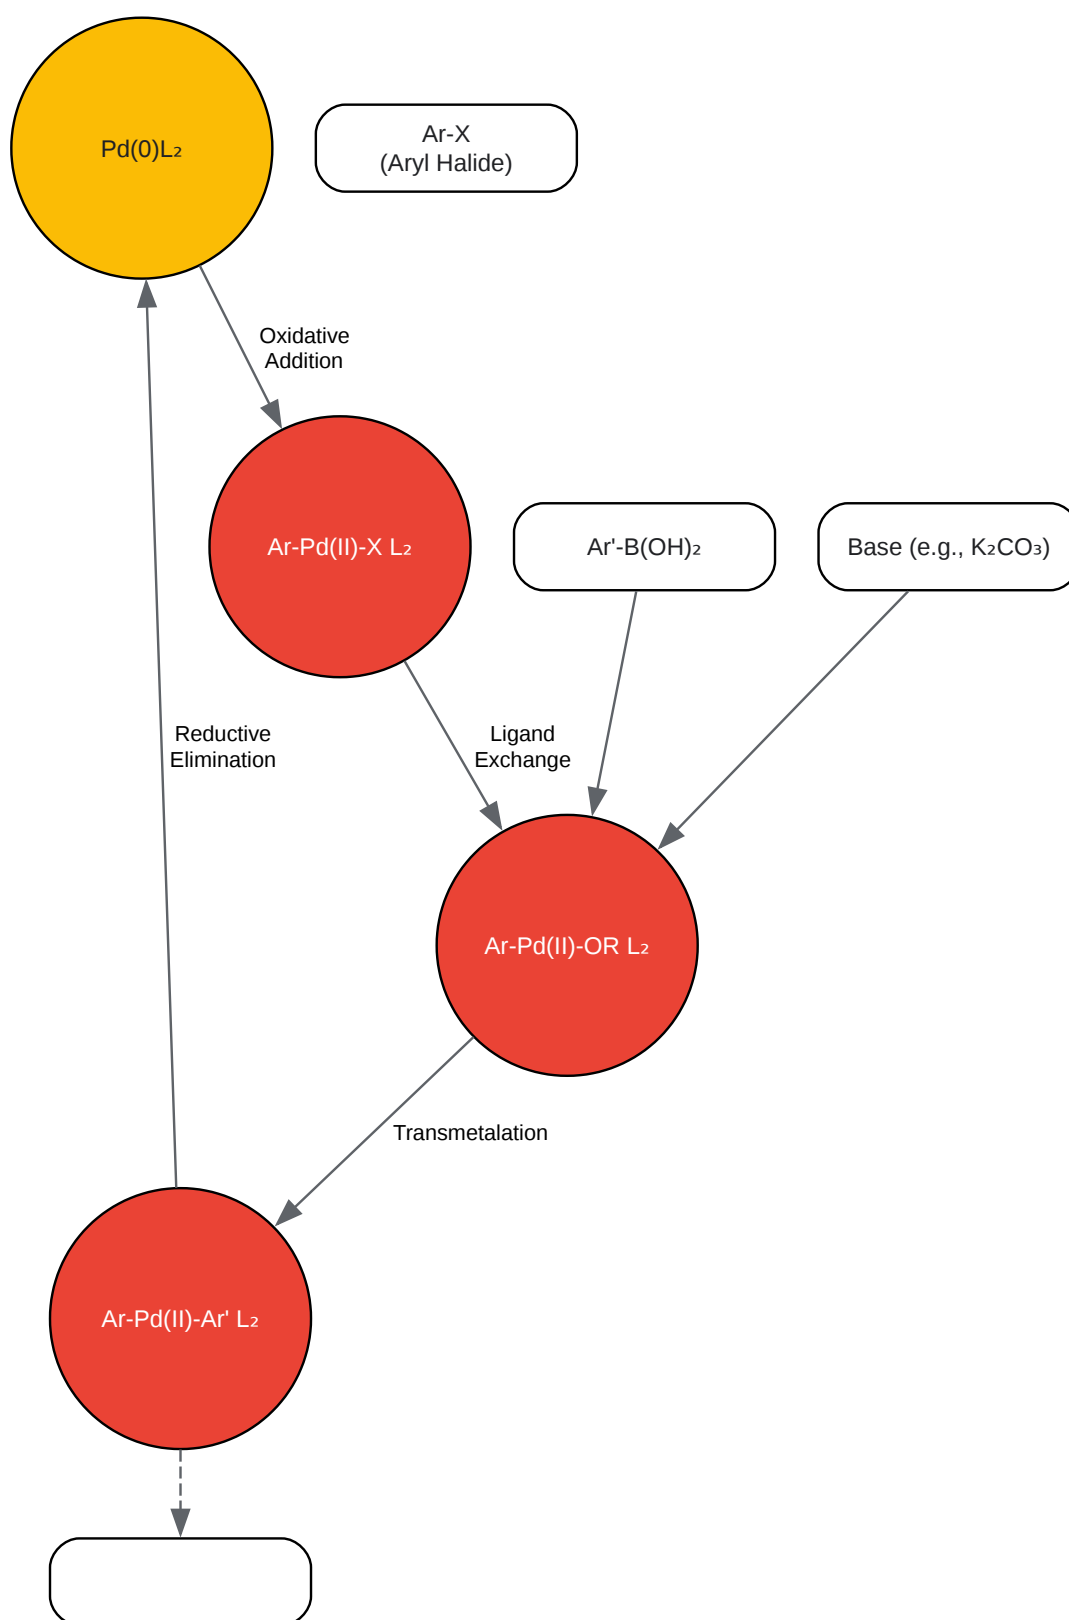 Pd(0)L₂
Ar-X
(Aryl Halide)
Oxidative
Addition
Ar-Pd(II)-X L₂
Ar'-B(OH)₂
Base (e.g., K₂CO₃)
Reductive
Elimination
Ligand
Exchange
Ar-Pd(II)-OR L₂
Transmetalation
Ar-Pd(II)-Ar' L₂